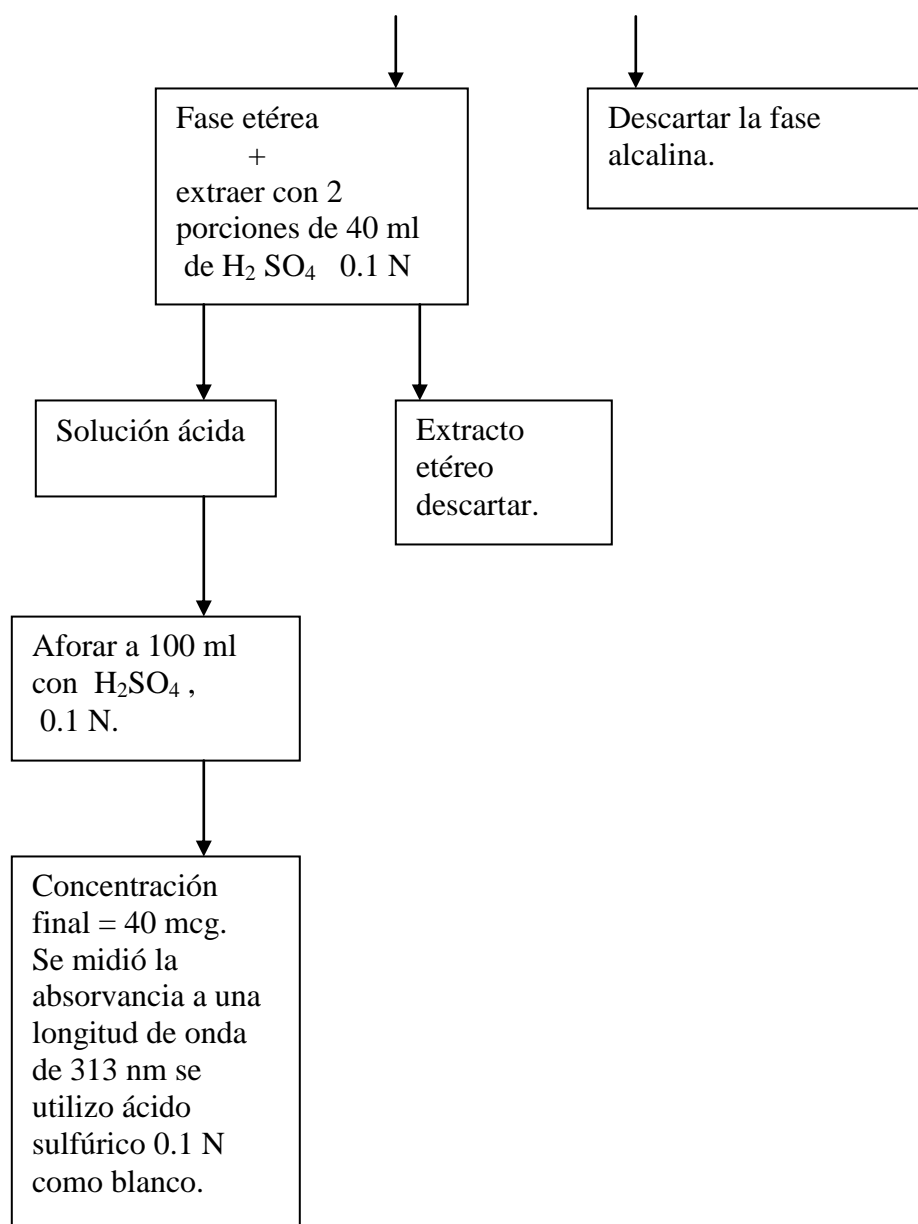 Fase etérea
+
extraer con 2
porciones de 40 ml
de H₂ SO₄ 0.1 N
Descartar la fase
alcalina.
Solución ácida
Extracto
etéreo
descartar.
Aforar a 100 ml
con H₂SO₄ ,
0.1 N.
Concentración
final = 40 mcg.
Se midió la
absorvancia a una
longitud de onda
de 313 nm se
utilizo ácido
sulfúrico 0.1 N
como blanco.